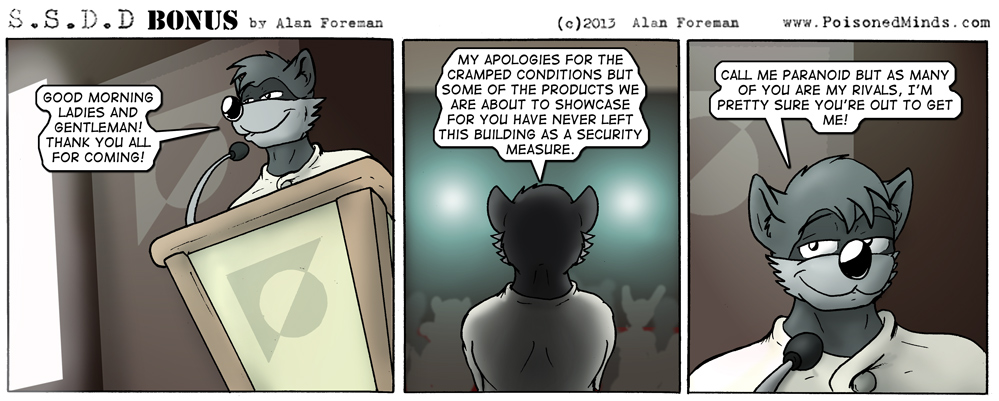 S.S.D.D BONUS by Alan Foreman (c)2013 Alan Foreman www.PoisonedMinds.com
GOOD MORNING
LADIES AND
GENTLEMAN!
THANK YOU ALL
FOR COMING!
MY APOLOGIES FOR THE
CRAMPED CONDITIONS BUT
SOME OF THE PRODUCTS WE
ARE ABOUT TO SHOWCASE
FOR YOU HAVE NEVER LEFT
THIS BUILDING AS A SECURITY
MEASURE.
CALL ME PARANOID BUT AS MANY
OF YOU ARE MY RIVALS, I'M
PRETTY SURE YOU'RE OUT TO GET
ME!